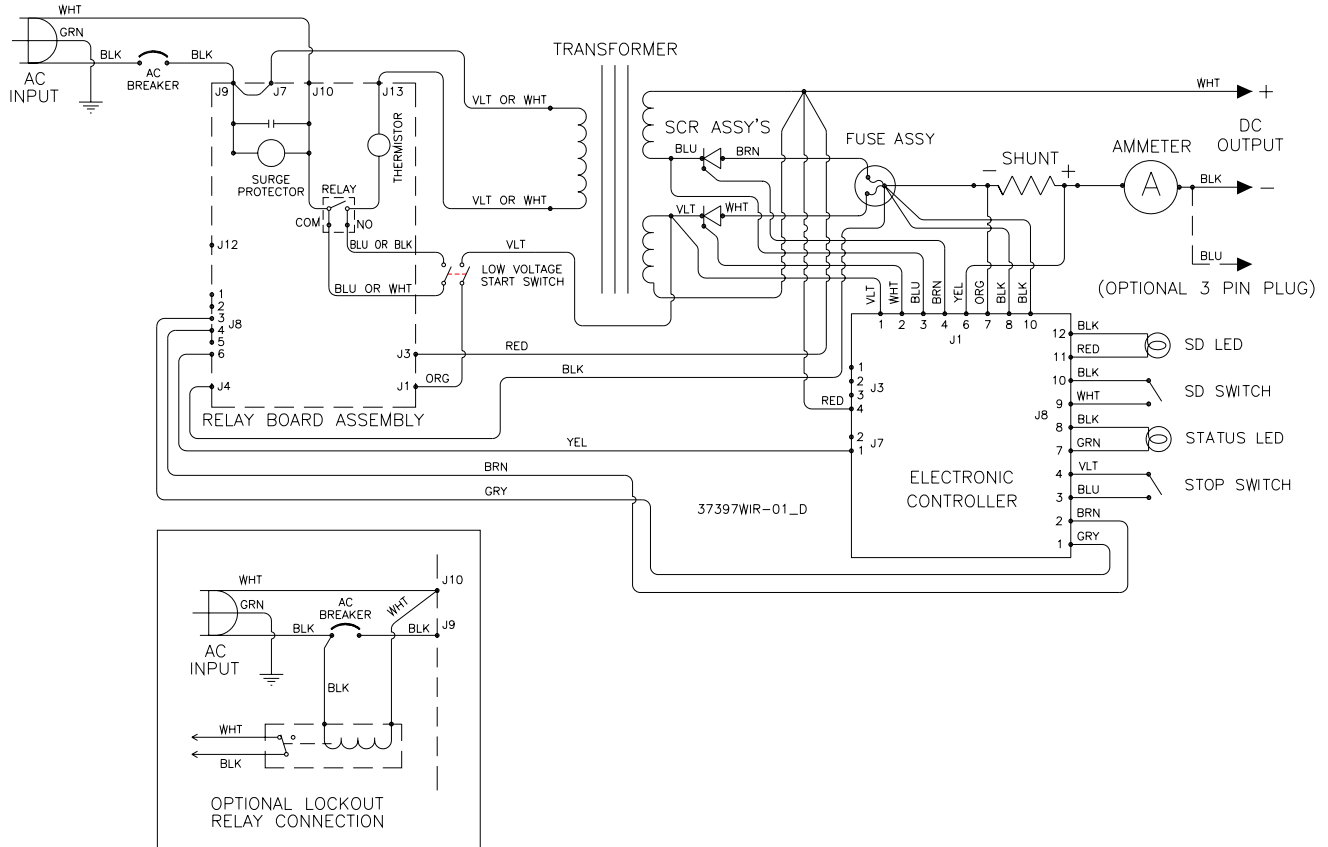 WHT
GRN
BLK
BLK
AC
INPUT
AC
BREAKER
J9
J7
J10
J13
TRANSFORMER
VLT OR WHT
VLT OR WHT
THERMISTOR
SURGE
PROTECTOR
RELAY
COM
NO
BLU OR BLK
BLU OR WHT
VLT
LOW VOLTAGE
START SWITCH
J12
1
2
3
4
5
6
J8
J4
J3
J1
RED
ORG
BLK
RELAY BOARD ASSEMBLY
YEL
BRN
GRY
SCR ASSY'S
BLU
BRN
VLT
WHT
FUSE ASSY
SHUNT
-
+
AMMETER
A
WHT
+
DC
OUTPUT
BLK
-
BLU
(OPTIONAL 3 PIN PLUG)
VLT
WHT
BLU
BRN
YEL
ORG
BLK
BLK
1
2
3
4
6
7
8
10
J1
1
2
3
4
J3
RED
2
1
J7
ELECTRONIC
CONTROLLER
37397WIR-01_D
J8
12
BLK
11
RED
SD LED
10
BLK
9
WHT
SD SWITCH
8
BLK
7
GRN
STATUS LED
4
VLT
3
BLU
STOP SWITCH
2
BRN
1
GRY
WHT
GRN
AC
INPUT
BLK
AC
BREAKER
WHT
BLK
J10
J9
BLK
WHT
BLK
OPTIONAL LOCKOUT
RELAY CONNECTION